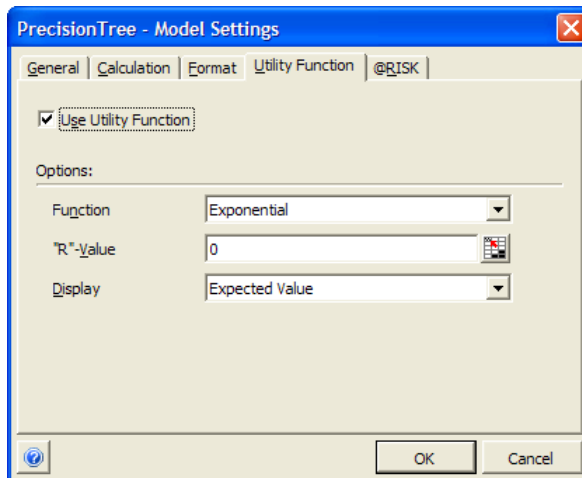 PrecisionTree - Model Settings
General Calculation Format Utility Function @RISK
Use Utility Function
Options:
Function Exponential
"R"-Value 0
Display Expected Value
OK Cancel